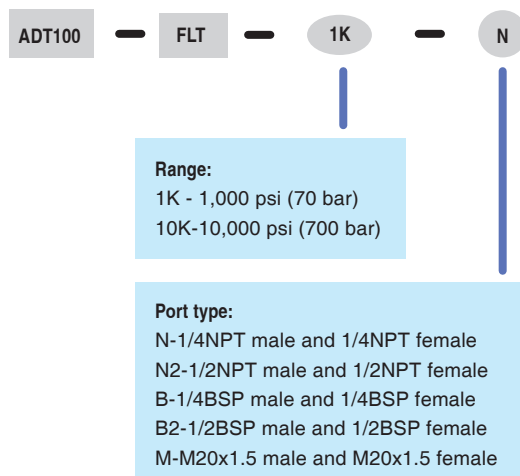 ADT100 FLT 1K N
Range:
1K - 1,000 psi (70 bar)
10K-10,000 psi (700 bar)
Port type:
N-1/4NPT male and 1/4NPT female
N2-1/2NPT male and 1/2NPT female
B-1/4BSP male and 1/4BSP female
B2-1/2BSP male and 1/2BSP female
M-M20x1.5 male and M20x1.5 female